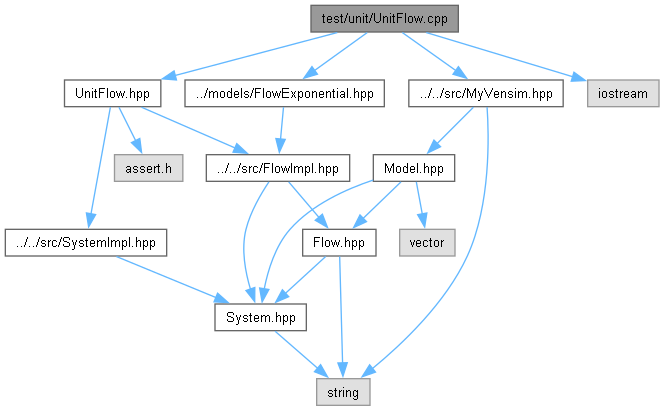 test/unit/UnitFlow.cpp
UnitFlow.hpp
../models/FlowExponential.hpp
../../src/MyVensim.hpp
iostream
assert.h
../../src/FlowImpl.hpp
Model.hpp
../../src/SystemImpl.hpp
Flow.hpp
vector
System.hpp
string